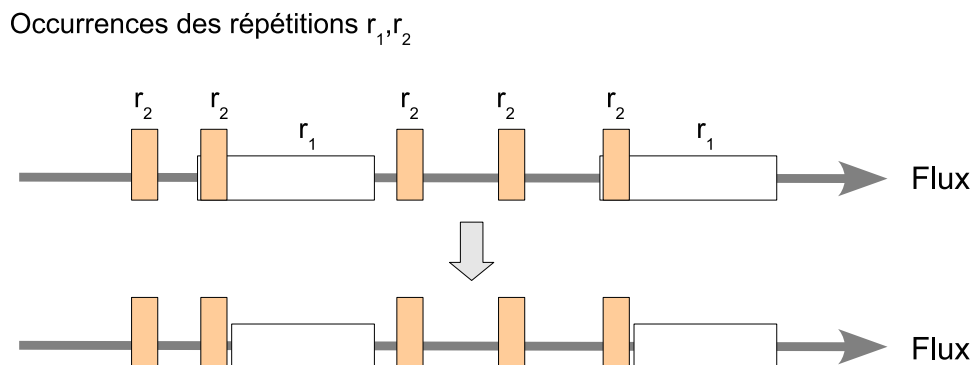 Occurrences des répétitions r1,r2
r2 r2 r2 r2 r2
r1 r1
Flux
Flux